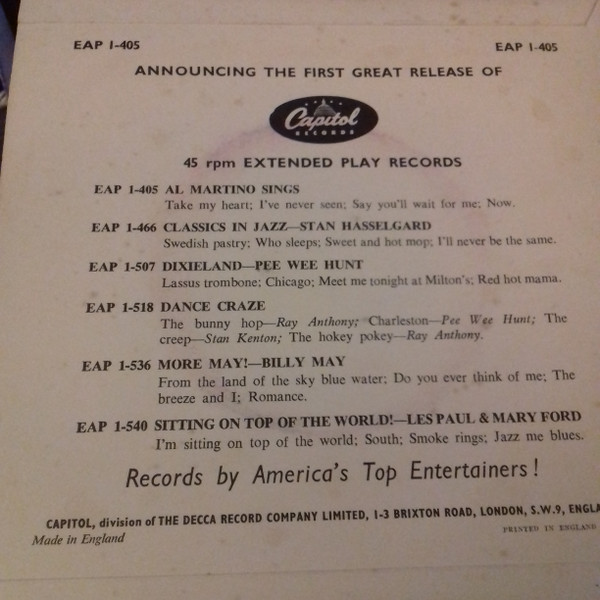 EAP 1-405 EAP 1-405
ANNOUNCING THE FIRST GREAT RELEASE OF
Capitol
RECORDS
45 rpm EXTENDED PLAY RECORDS
EAP 1-405 AL MARTINO SINGS
Take my heart; I've never seen; Say you'll wait for me; Now.
EAP 1-466 CLASSICS IN JAZZ—STAN HASSELGARD
Swedish pastry; Who sleeps; Sweet and hot mop; I'll never be the same.
EAP 1-507 DIXIELAND—PEE WEE HUNT
Lassus trombone; Chicago; Meet me tonight at Milton's; Red hot mama.
EAP 1-518 DANCE CRAZE
The bunny hop—Ray Anthony; Charleston—Pee Wee Hunt; The
creep—Stan Kenton; The hokey pokey—Ray Anthony.
EAP 1-536 MORE MAY!—BILLY MAY
From the land of the sky blue water; Do you ever think of me; The
breeze and I; Romance.
EAP 1-540 SITTING ON TOP OF THE WORLD!—LES PAUL & MARY FORD
I'm sitting on top of the world; South; Smoke rings; Jazz me blues.
Records by America's Top Entertainers!
CAPITOL, division of THE DECCA RECORD COMPANY LIMITED, 1-3 BRIXTON ROAD, LONDON, S.W.9, ENGLA
Made in England
PRINTED IN ENGLAND